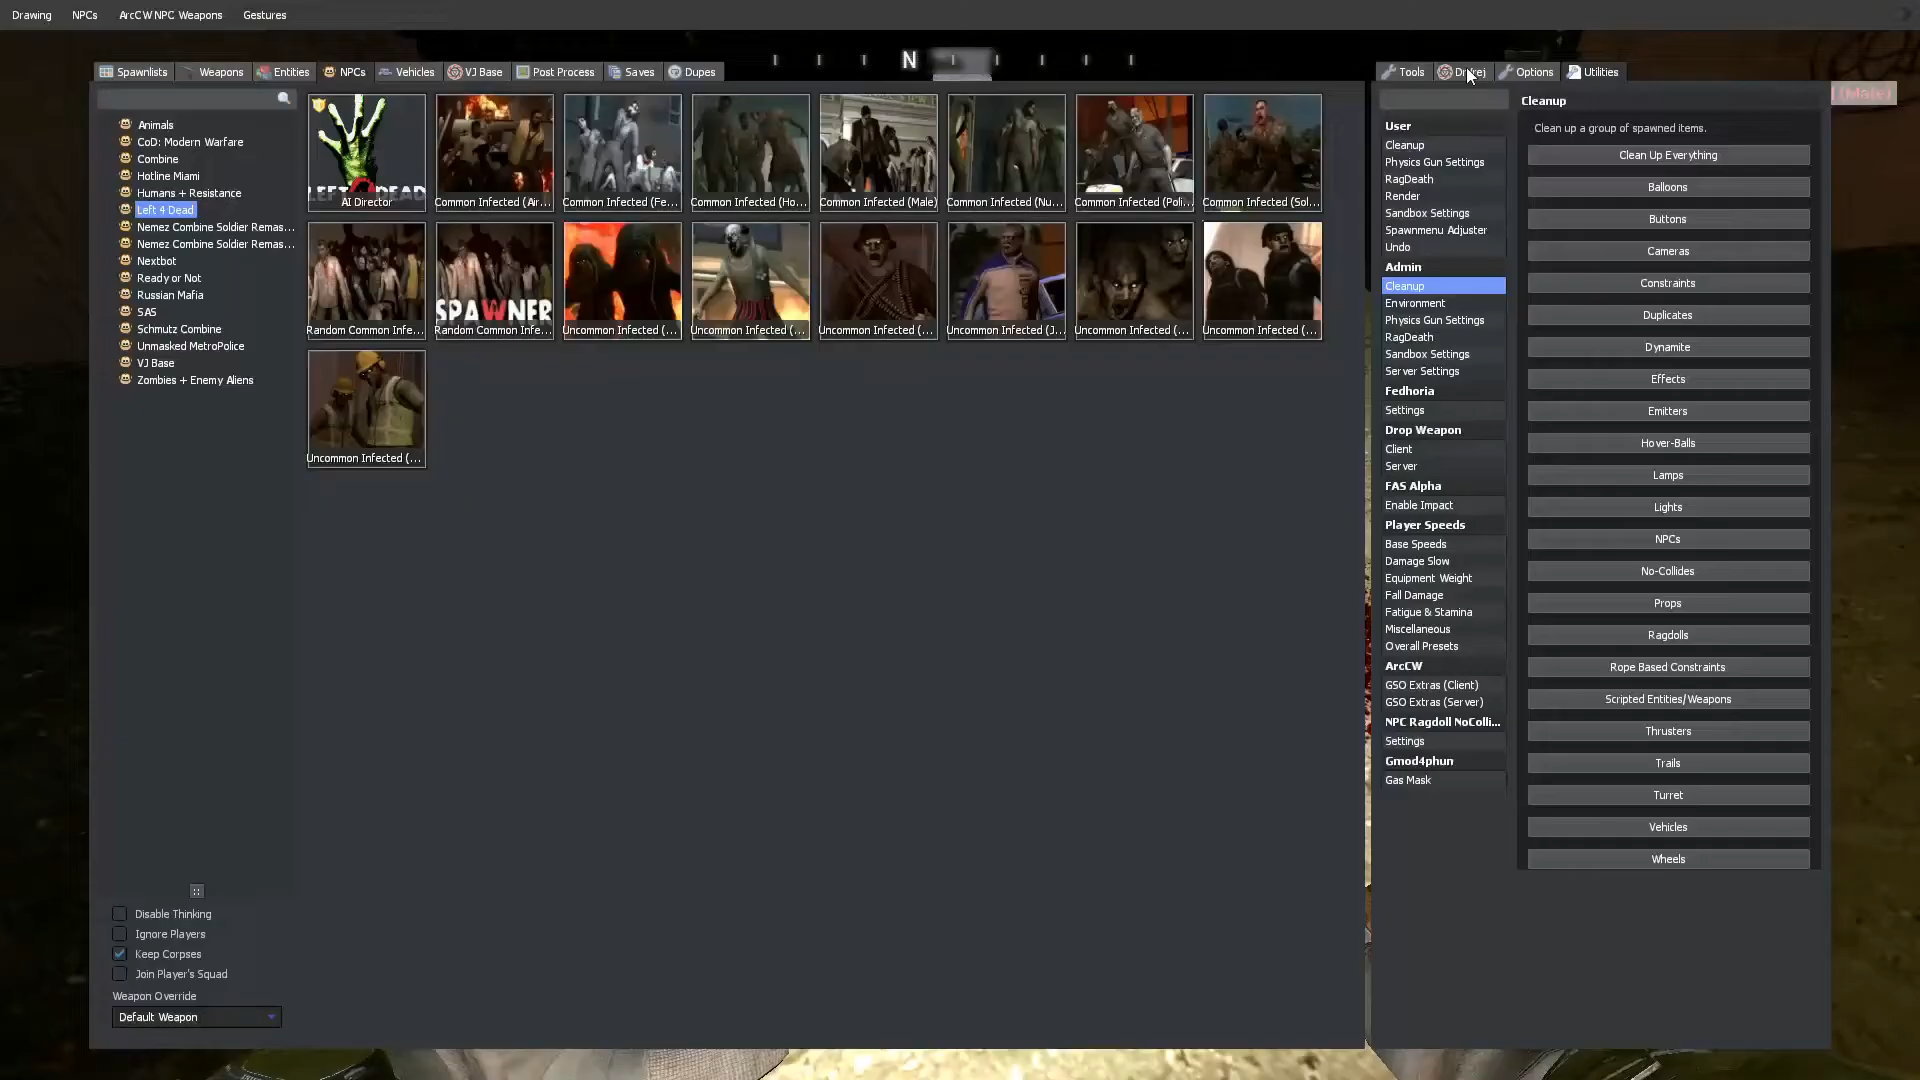 Drawing NPCs ArcCW NPC Weapons Gestures
N
Spawnlists Weapons Entities NPCs Vehicles VJ Base Post Process Saves Dupes
Animals
CoD: Modern Warfare
Combine
Hotline Miami
Humans + Resistance
Left 4 Dead
Nemez Combine Soldier Remas...
Nemez Combine Soldier Remas...
Nextbot
Ready or Not
Russian Mafia
SAS
Schmutz Combine
Unmasked MetroPolice
VJ Base
Zombies + Enemy Aliens
LEFT 4 DEAD
AI Director
Common Infected (Air...
Common Infected (Fe...
Common Infected (Ho...
Common Infected (Male)
Common Infected (Nu...
Common Infected (Poli...
Common Infected (Sol...
Random Common Infe...
SPAWNER
Random Common Infe...
Uncommon Infected (...
Uncommon Infected (...
Uncommon Infected (...
Uncommon Infected (J...
Uncommon Infected (...
Uncommon Infected (...
Uncommon Infected (...
Disable Thinking
Ignore Players
Keep Corpses
Join Player's Squad
Weapon Override
Default Weapon
Tools Options Utilities
User
Cleanup
Physics Gun Settings
RagDeath
Render
Sandbox Settings
Spawnmenu Adjuster
Undo
Admin
Cleanup
Environment
Physics Gun Settings
RagDeath
Sandbox Settings
Server Settings
Fedhoria
Settings
Drop Weapon
Client
Server
FAS Alpha
Enable Impact
Player Speeds
Base Speeds
Damage Slow
Equipment Weight
Fall Damage
Fatigue & Stamina
Miscellaneous
Overall Presets
ArcCW
GSO Extras (Client)
GSO Extras (Server)
NPC Ragdoll NoColli...
Settings
Gmod4phun
Gas Mask
Cleanup
Clean up a group of spawned items.
Clean Up Everything
Balloons
Buttons
Cameras
Constraints
Duplicates
Dynamite
Effects
Emitters
Hover-Balls
Lamps
Lights
NPCs
No-Collides
Props
Ragdolls
Rope Based Constraints
Scripted Entities/Weapons
Thrusters
Trails
Turret
Vehicles
Wheels
(Male)